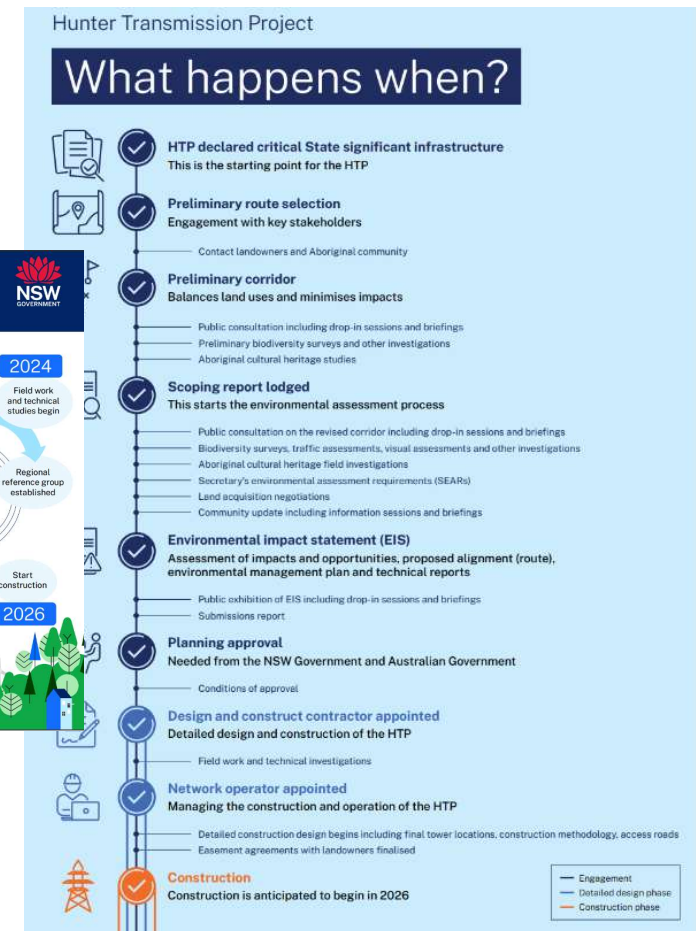 Hunter Transmission Project
What happens when?
HTP declared critical State significant infrastructure
This is the starting point for the HTP
Preliminary route selection
Engagement with key stakeholders
Contact landowners and Aboriginal community
Preliminary corridor
Balances land uses and minimises impacts
Public consultation including drop-in sessions and briefings
Preliminary biodiversity surveys and other investigations
Aboriginal cultural heritage studies
Scoping report lodged
This starts the environmental assessment process
Public consultation on the revised corridor including drop-in sessions and briefings
Biodiversity surveys, traffic assessments, visual assessments and other investigations
Aboriginal cultural heritage field investigations
Secretary's environmental assessment requirements (SEARs)
Land acquisition negotiations
Community update including information sessions and briefings
Environmental impact statement (EIS)
Assessment of impacts and opportunities, proposed alignment (route),
environmental management plan and technical reports
Public exhibition of EIS including drop-in sessions and briefings
Submissions report
Planning approval
Needed from the NSW Government and Australian Government
Conditions of approval
Design and construct contractor appointed
Detailed design and construction of the HTP
Field work and technical investigations
Network operator appointed
Managing the construction and operation of the HTP
Detailed construction design begins including final tower locations, construction methodology, access roads
Easement agreements with landowners finalised
Construction
Construction is anticipated to begin in 2026
Engagement
Detailed design phase
Construction phase
NSW
GOVERNMENT
2024
Field work
and technical
studies begin
Regional
reference group
established
Start
construction
2026